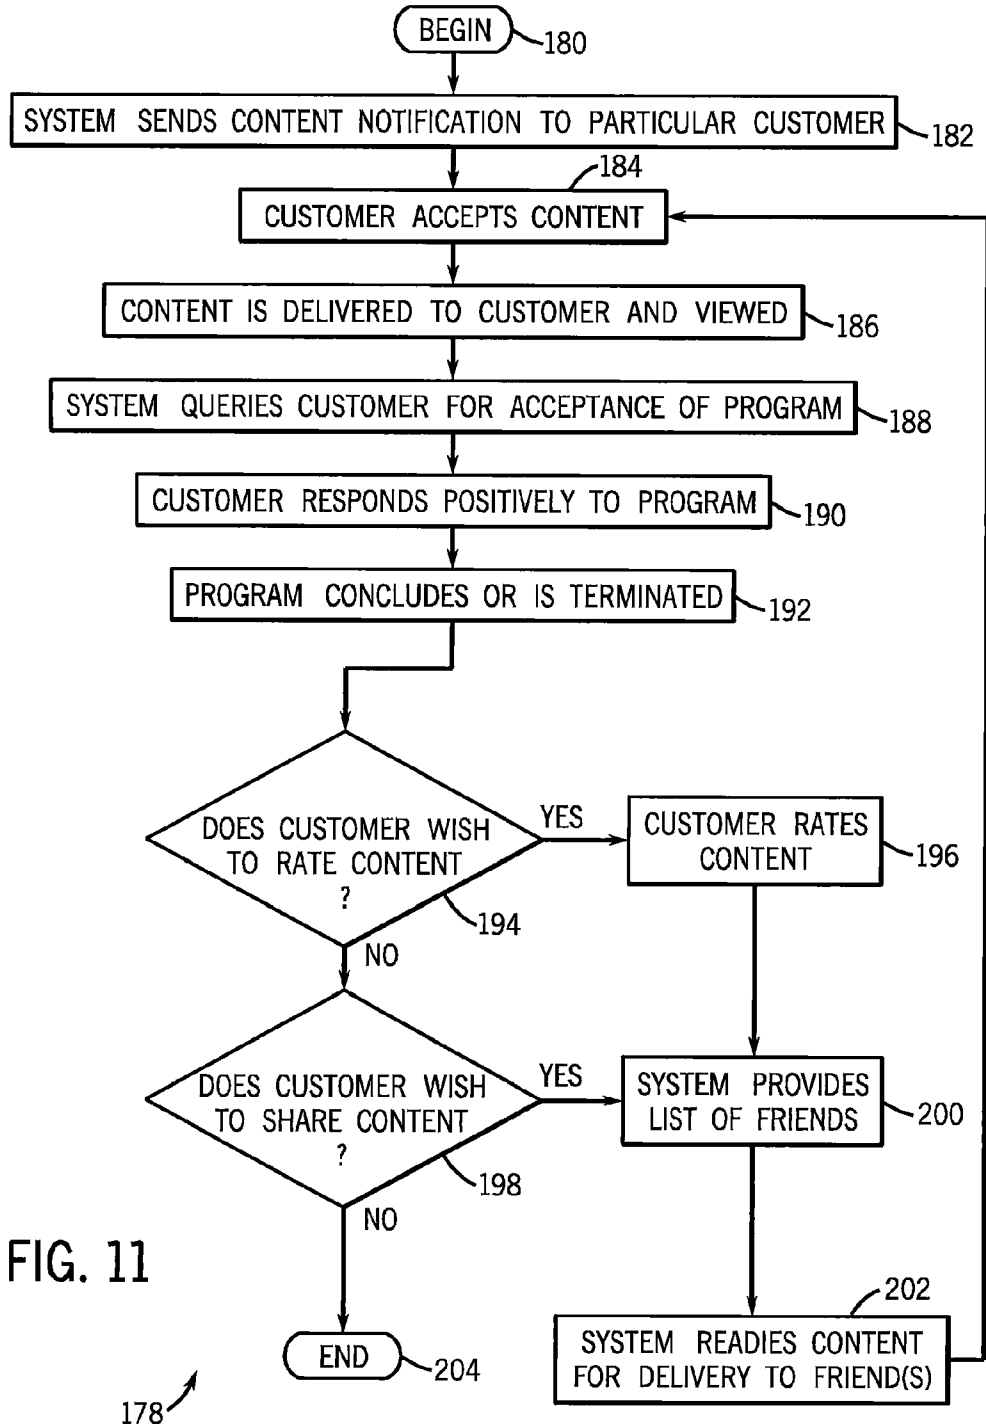 BEGIN
180
SYSTEM SENDS CONTENT NOTIFICATION TO PARTICULAR CUSTOMER
182
184
CUSTOMER ACCEPTS CONTENT
CONTENT IS DELIVERED TO CUSTOMER AND VIEWED
186
SYSTEM QUERIES CUSTOMER FOR ACCEPTANCE OF PROGRAM
188
CUSTOMER RESPONDS POSITIVELY TO PROGRAM
190
PROGRAM CONCLUDES OR IS TERMINATED
192
DOES CUSTOMER WISH
TO RATE CONTENT
?
194
YES
CUSTOMER RATES
CONTENT
196
NO
DOES CUSTOMER WISH
TO SHARE CONTENT
?
198
YES
SYSTEM PROVIDES
LIST OF FRIENDS
200
NO
FIG. 11
202
SYSTEM READIES CONTENT
FOR DELIVERY TO FRIEND(S)
END
204
178